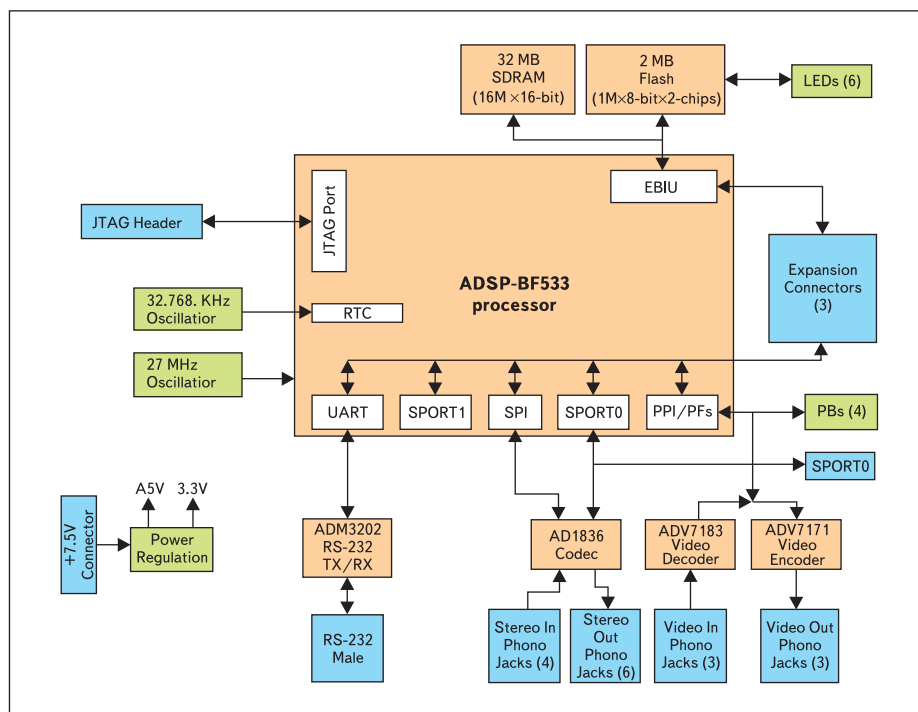 32 MB
SDRAM
(16M ×16-bit)
2 MB
Flash
(1M×8-bit×2-chips)
LEDs (6)
EBIU
JTAG Header
JTAG Port
ADSP-BF533
processor
Expansion
Connectors
(3)
32.768. KHz
Oscillatior
RTC
27 MHz
Oscillatior
UART
SPORT1
SPI
SPORT0
PPI/PFs
PBs (4)
SPORT0
A5V
3.3V
+7.5V
Connector
Power
Regulation
ADM3202
RS-232
TX/RX
AD1836
Codec
ADV7183
Video
Decoder
ADV7171
Video
Encoder
RS-232
Male
Stereo In
Phono
Jacks (4)
Stereo
Out
Phono
Jacks (6)
Video In
Phono
Jacks (3)
Video Out
Phono
Jacks (3)